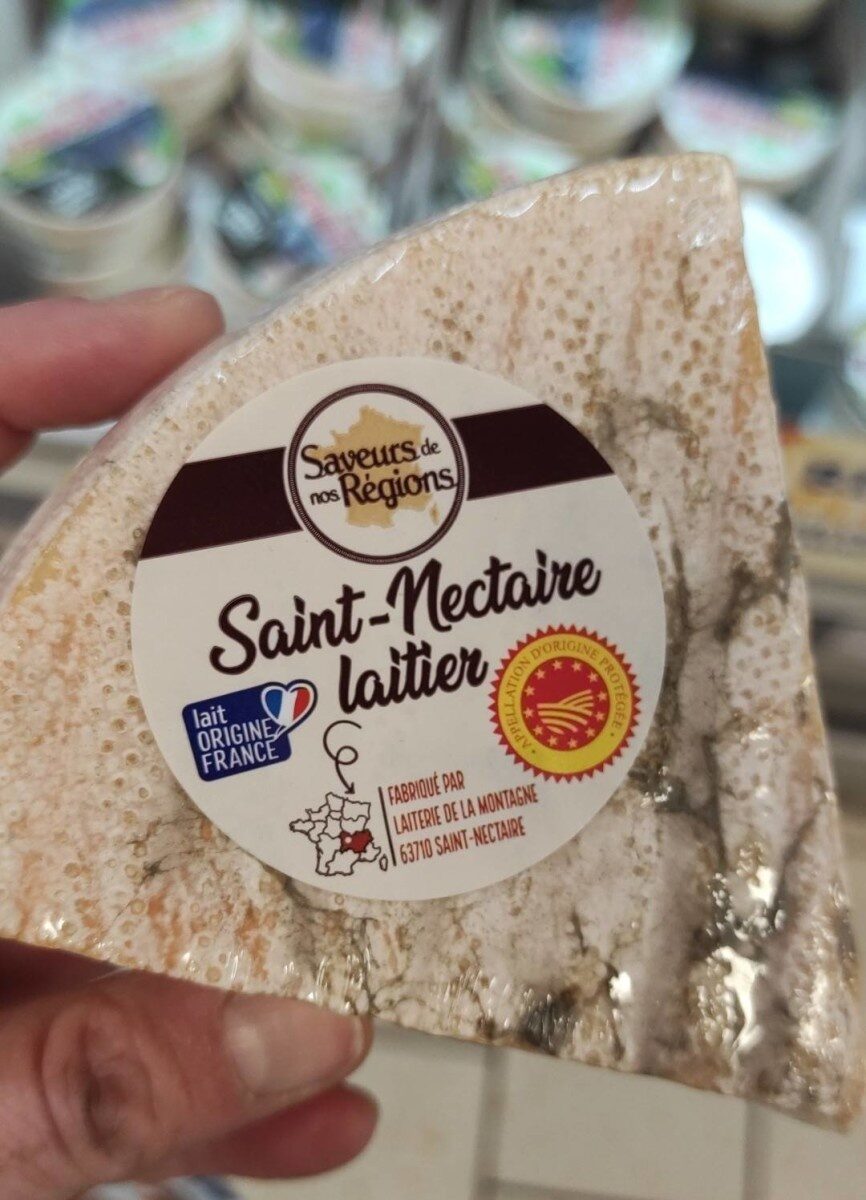 Saveurs de
nos Régions
Saint-Nectaire
laitier
lait
ORIGINE
FRANCE
APPELLATION D'ORIGINE PROTÉGÉE
FABRIQUÉ PAR
LAITERIE DE LA MONTAGNE
63710 SAINT-NECTAIRE